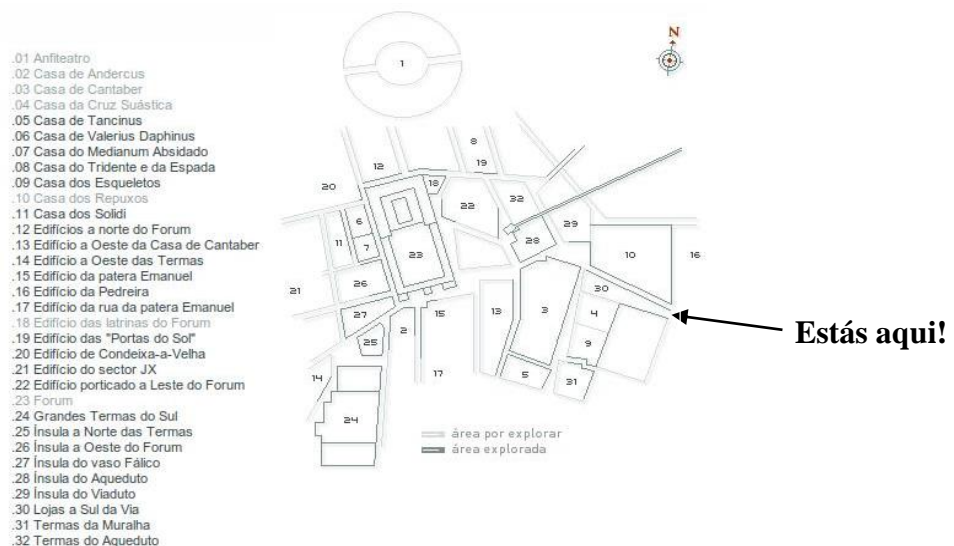 .01 Anfiteatro
.02 Casa de Andercus
.03 Casa de Cantaber
.04 Casa da Cruz Suástica
.05 Casa de Tancinus
.06 Casa de Valerius Daphinus
.07 Casa do Medianum Absidado
.08 Casa do Tridente e da Espada
.09 Casa dos Esqueletos
.10 Casa dos Repuxos
.11 Casa dos Solidi
.12 Edifícios a norte do Forum
.13 Edifício a Oeste da Casa de Cantaber
.14 Edifício a Oeste das Termas
.15 Edifício da patera Emanuel
.16 Edifício da Pedreira
.17 Edifício da rua da patera Emanuel
.18 Edifício das latrinas do Forum
.19 Edifício das "Portas do Sol"
.20 Edifício de Condeixa-a-Velha
.21 Edifício do sector JX
.22 Edifício porticado a Leste do Forum
.23 Forum
.24 Grandes Termas do Sul
.25 Ínsula a Norte das Termas
.26 Ínsula a Oeste do Forum
.27 Ínsula do vaso Fálico
.28 Ínsula do Aqueduto
.29 Ínsula do Viaduto
.30 Lojas a Sul da Via
.31 Termas da Muralha
.32 Termas do Aqueduto
N
1
8
12
19
18
20
22
32
6
29
11
7
28
23
10
16
26
21
30
3
15
13
4
27
2
25
9
17
14
5
31
24
Estás aqui!
área por explorar
área explorada